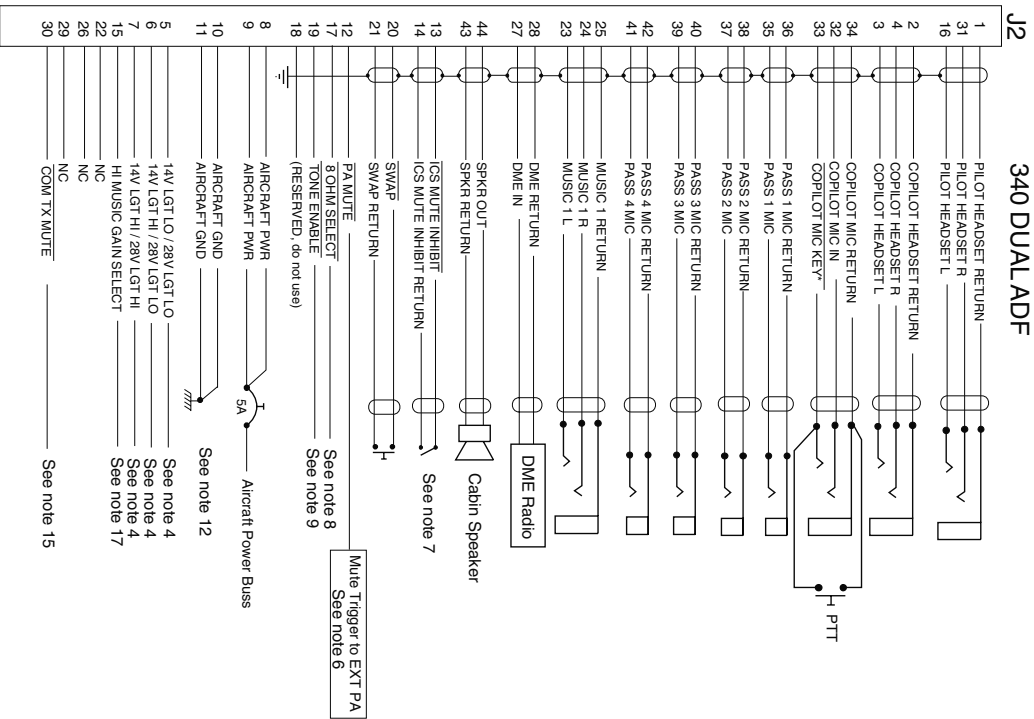 J2 340 DUAL ADF
1 PILOT HEADSET RETURN
31 PILOT HEADSET R
16 PILOT HEADSET L
2 COPILOT HEADSET RETURN
4 COPILOT HEADSET R
3 COPILOT HEADSET L
34 COPILOT MIC RETURN
32 COPILOT MIC IN
33 COPILOT MIC KEY*
PTT
36 PASS 1 MIC RETURN
35 PASS 1 MIC
38 PASS 2 MIC RETURN
37 PASS 2 MIC
40 PASS 3 MIC RETURN
39 PASS 3 MIC
42 PASS 4 MIC RETURN
41 PASS 4 MIC
25 MUSIC 1 RETURN
24 MUSIC 1 R
23 MUSIC 1 L
28 DME RETURN
27 DME IN
DME Radio
44 SPKR OUT
43 SPKR RETURN
Cabin Speaker
13 ICS MUTE INHIBIT
14 ICS MUTE INHIBIT RETURN
See note 7
20 SWAP
21 SWAP RETURN
12 PA MUTE
Mute Trigger to EXT PA
See note 6
17 8 OHM SELECT See note 8
19 TONE ENABLE See note 9
18 (RESERVED, do not use)
8 AIRCRAFT PWR
9 AIRCRAFT PWR
5A
Aircraft Power Buss
10 AIRCRAFT GND
11 AIRCRAFT GND
See note 12
5 14V LGT LO / 28V LGT LO See note 4
6 14V LGT HI / 28V LGT LO See note 4
7 14V LGT HI / 28V LGT HI See note 4
15 HI MUSIC GAIN SELECT See note 17
22 NC
26 NC
29 NC
30 COM TX MUTE See note 15